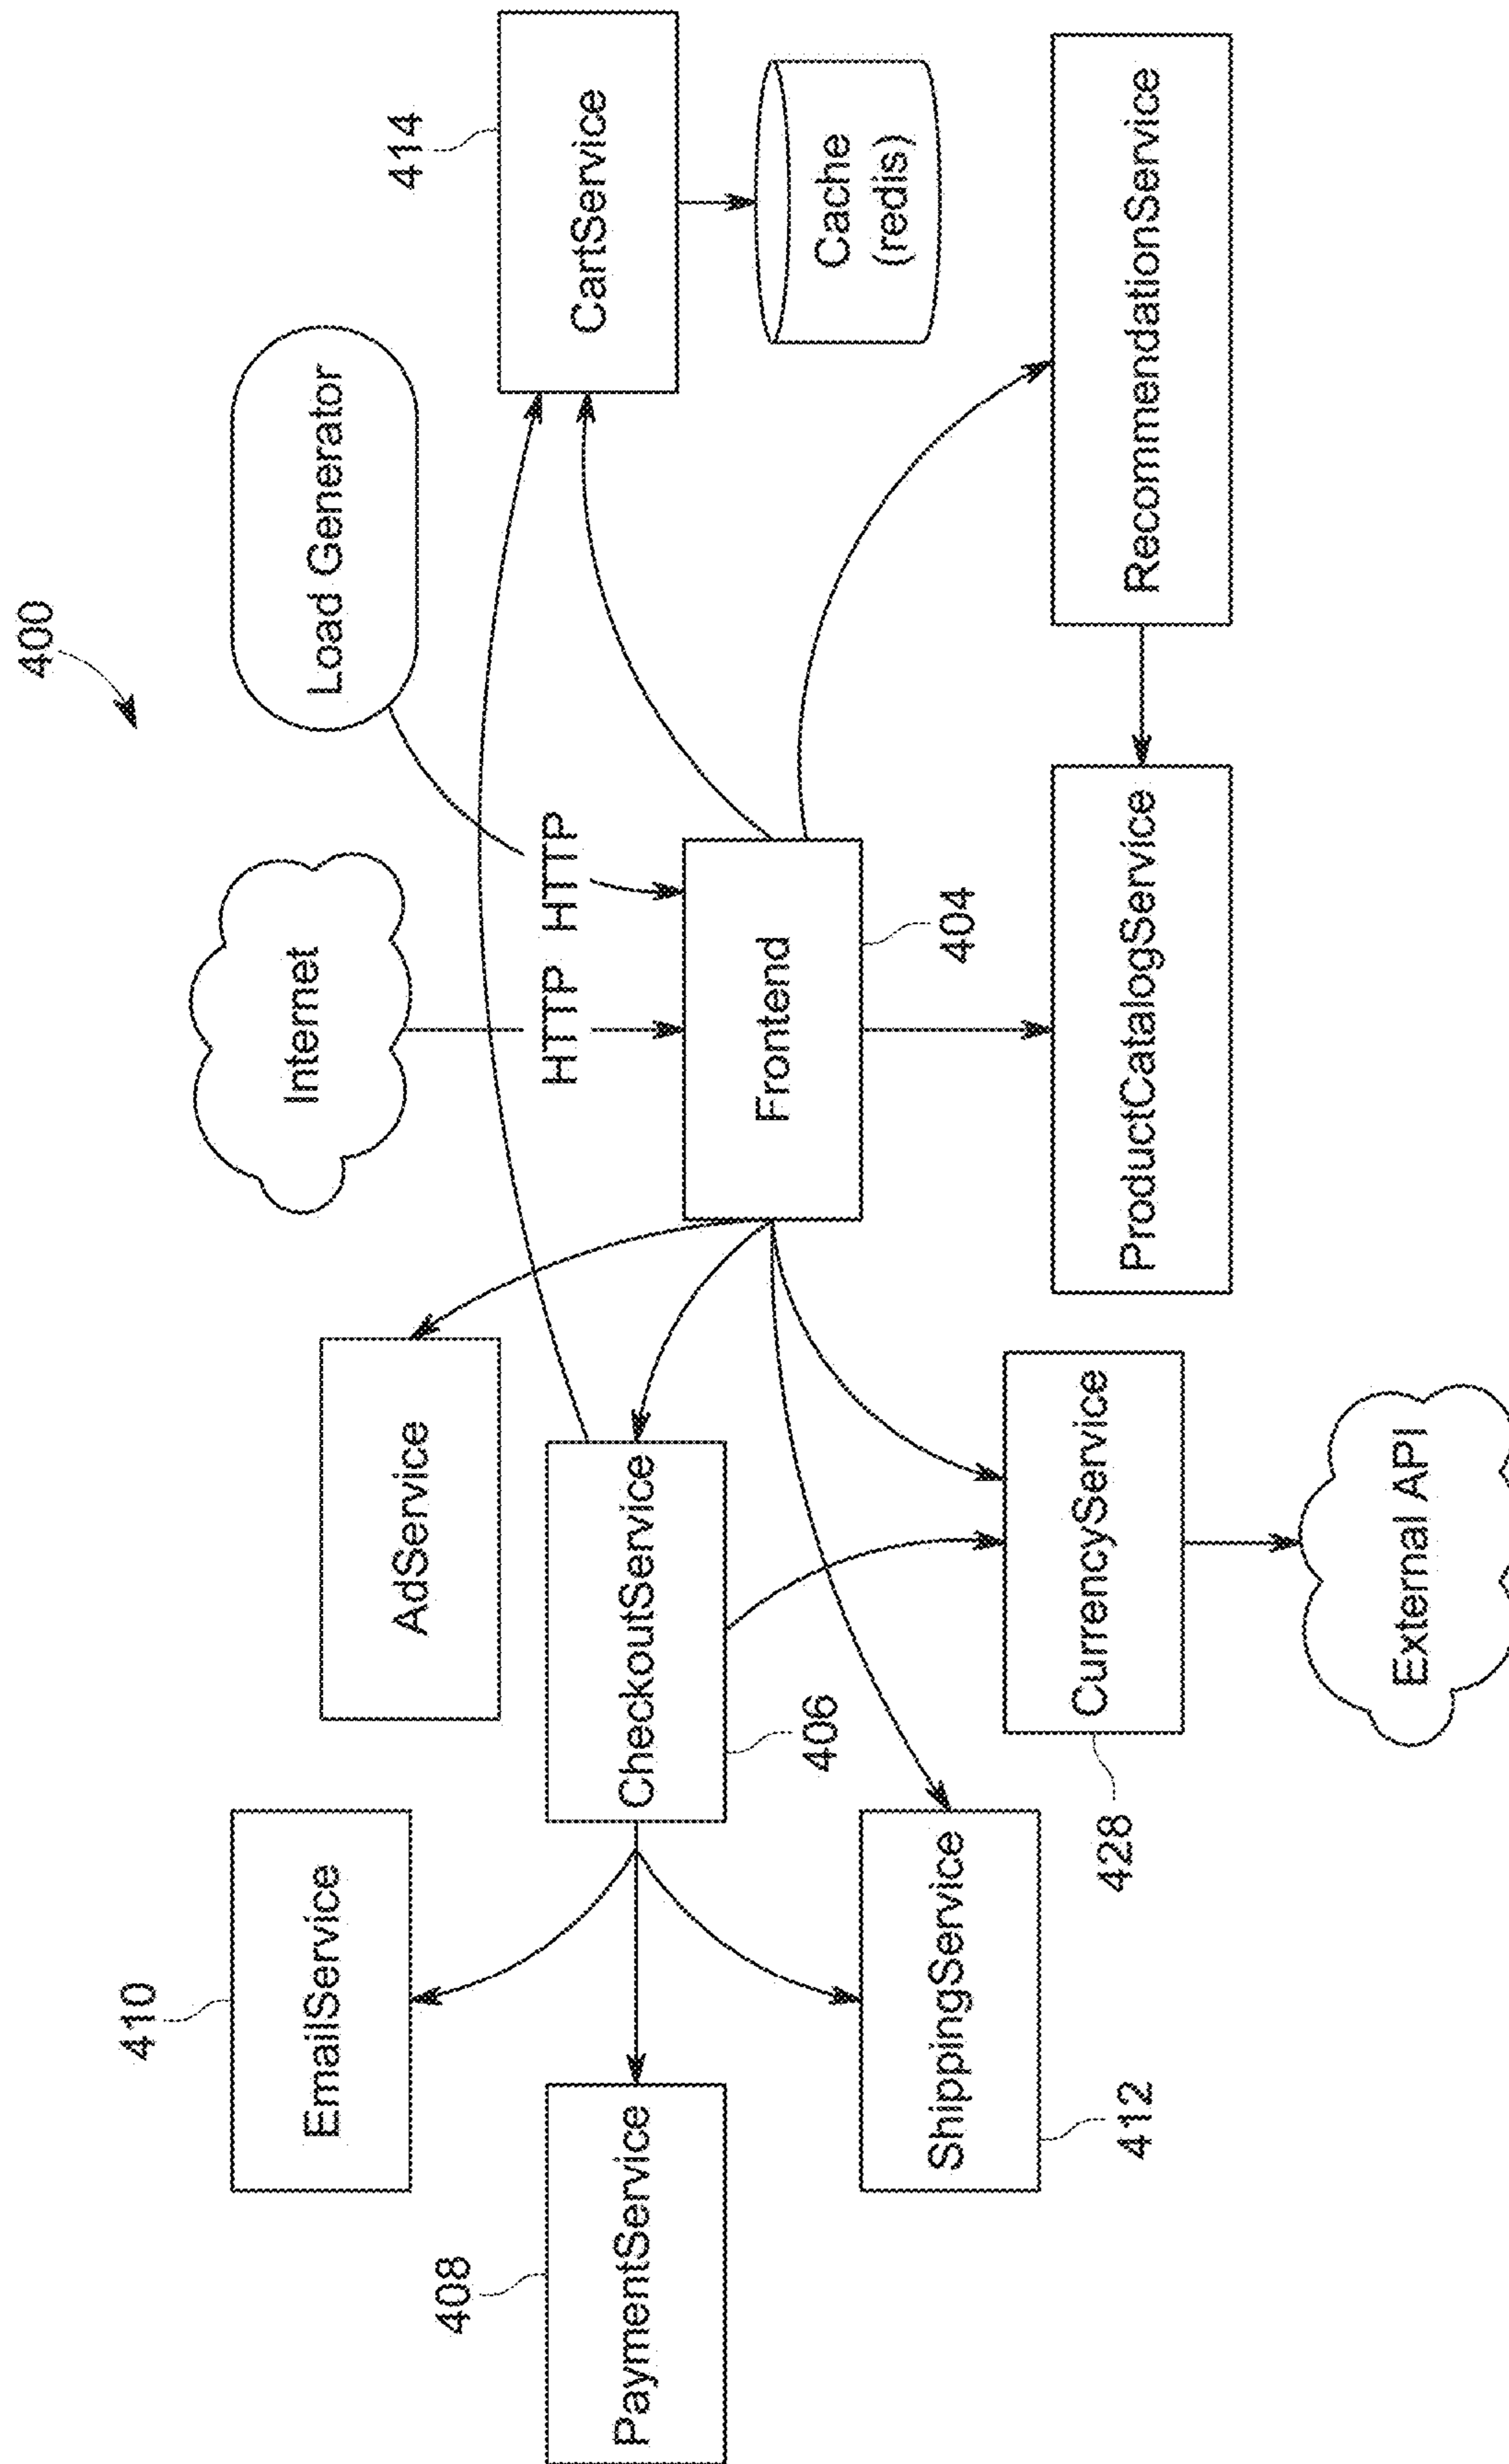 400
Internet
Load Generator
410
EmailService
AdService
414
CartService
HTTP
HTTP
408
PaymentService
CheckoutService
406
Frontend
404
Cache
(redis)
ShippingService
412
CurrencyService
428
ProductCatalogService
RecommendationService
External API